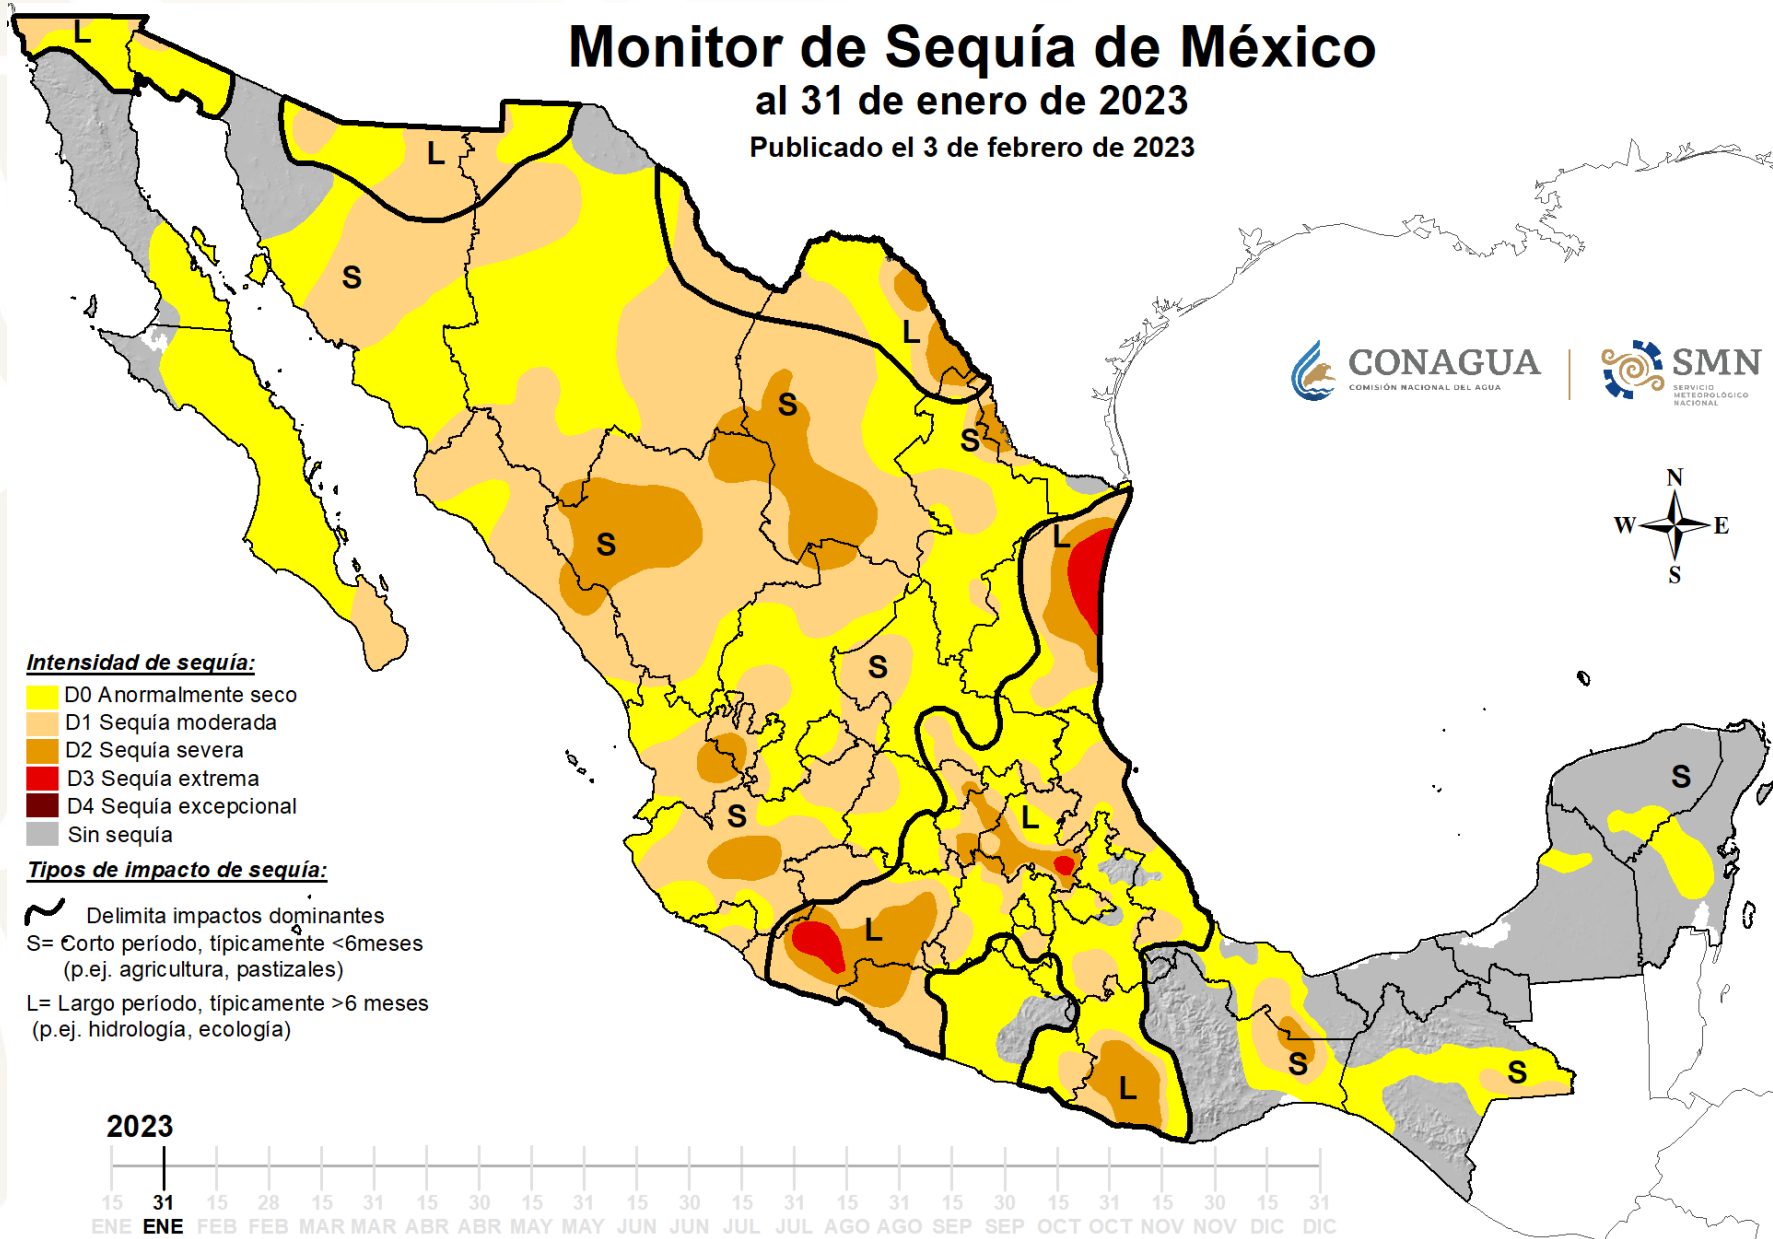 Monitor de Sequía de México
al 31 de enero de 2023
Publicado el 3 de febrero de 2023
L
L
S
L
S
S
L
S
S
S
S
L
L
S
L
S
S
L
CONAGUA
COMISIÓN NACIONAL DEL AGUA
SMN
SERVICIO
METEOROLÓGICO
NACIONAL
N
W E
S
Intensidad de sequía:
D0 Anormalmente seco
D1 Sequía moderada
D2 Sequía severa
D3 Sequía extrema
D4 Sequía excepcional
Sin sequía
Tipos de impacto de sequía:
Delimita impactos dominantes
S= Corto período, típicamente <6meses
(p.ej. agricultura, pastizales)
L= Largo período, típicamente >6 meses
(p.ej. hidrología, ecología)
2023
15 31 15 28 15 31 15 30 15 31 15 30 15 31 15 31 15 30 15 31 15 30 15 31
ENE ENE FEB FEB MAR MAR ABR ABR MAY MAY JUN JUN JUL JUL AGO AGO SEP SEP OCT OCT NOV NOV DIC DIC